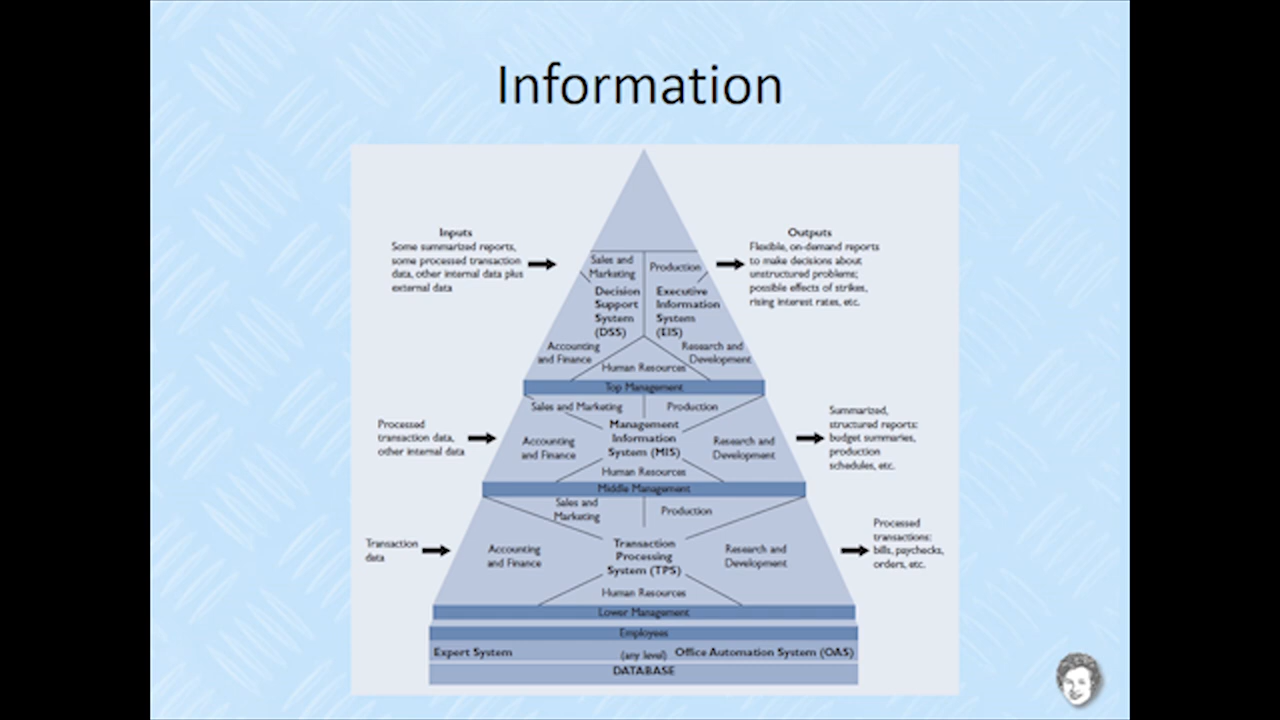 Information
Inputs
Some summarized reports,
some processed transaction
data, other internal data plus
external data
Sales and
Marketing
Production
Decision
Support
System
(DSS)
Executive
Information
System
(EIS)
Outputs
Flexible, on-demand reports
to make decisions about
unstructured problems;
possible effects of strikes,
rising interest rates, etc.
Accounting
and Finance
Human Resources
Research and
Development
Top Management
Processed
transaction data,
other internal data
Sales and Marketing
Production
Accounting
and Finance
Management
Information
System (MIS)
Research and
Development
Human Resources
Summarized,
structured reports:
budget summaries,
production
schedules, etc.
Middle Management
Transaction
data
Sales and
Marketing
Production
Accounting
and Finance
Transaction
Processing
System (TPS)
Research and
Development
Human Resources
Processed
transactions:
bills, paychecks,
orders, etc.
Lower Management
Employees
Expert System
(any level)
Office Automation System (OAS)
DATABASE